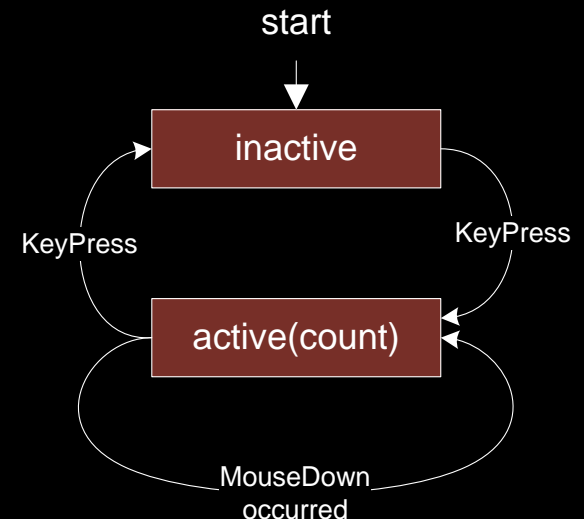 start
inactive
KeyPress
KeyPress
active(count)
MouseDown
occurred